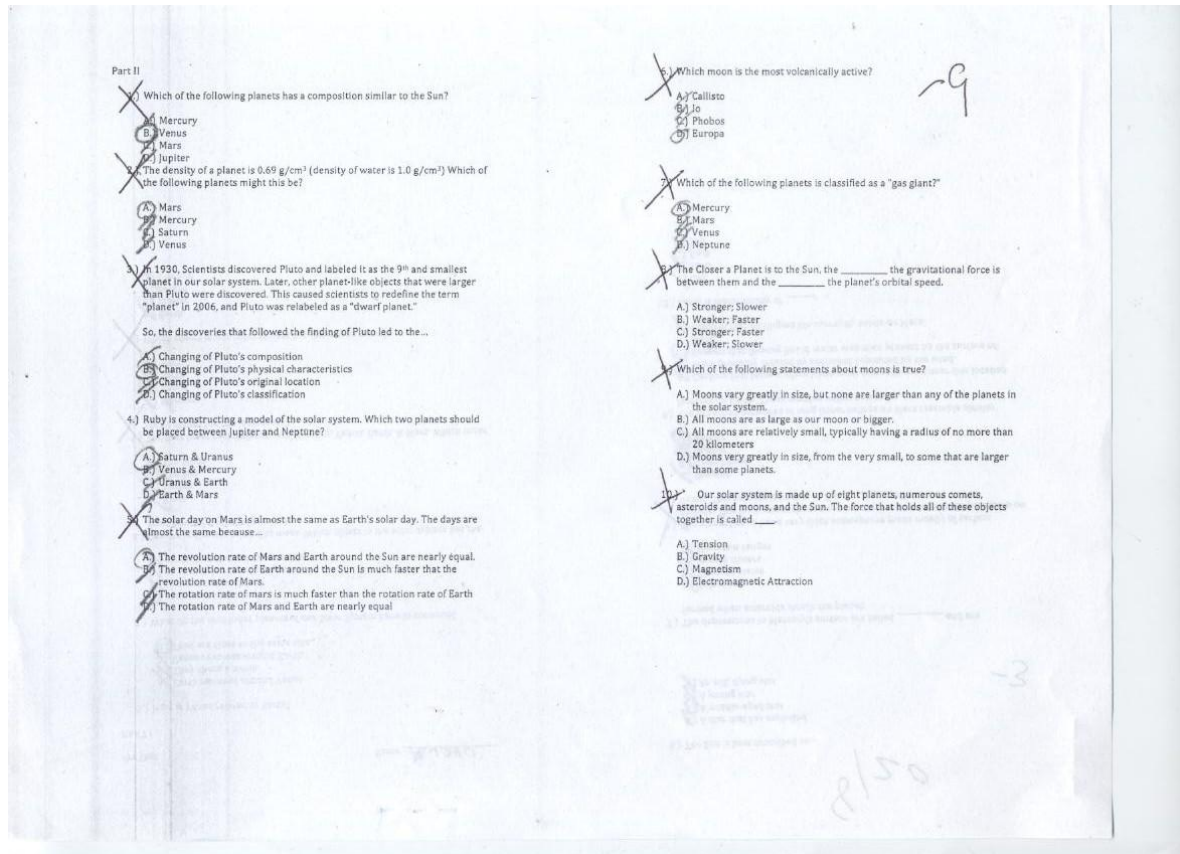 Part II
1.) Which of the following planets has a composition similar to the Sun?
A.) Mercury
B.) Venus
C.) Mars
D.) Jupiter
2.) The density of a planet is 0.69 g/cm³ (density of water is 1.0 g/cm³) Which of
the following planets might this be?
A.) Mars
B.) Mercury
C.) Saturn
D.) Venus
3.) In 1930, Scientists discovered Pluto and labeled it as the 9th and smallest
planet in our solar system. Later, other planet-like objects that were larger
than Pluto were discovered. This caused scientists to redefine the term
"planet" in 2006, and Pluto was relabeled as a "dwarf planet."
So, the discoveries that followed the finding of Pluto led to the...
A.) Changing of Pluto's composition
B.) Changing of Pluto's physical characteristics
C.) Changing of Pluto's original location
D.) Changing of Pluto's classification
4.) Ruby is constructing a model of the solar system. Which two planets should
be placed between Jupiter and Neptune?
A.) Saturn & Uranus
B.) Venus & Mercury
C.) Uranus & Earth
D.) Earth & Mars
5.) The solar day on Mars is almost the same as Earth's solar day. The days are
almost the same because...
A.) The revolution rate of Mars and Earth around the Sun are nearly equal.
B.) The revolution rate of Earth around the Sun is much faster that the
revolution rate of Mars.
C.) The rotation rate of mars is much faster than the rotation rate of Earth
D.) The rotation rate of Mars and Earth are nearly equal
6.) Which moon is the most volcanically active?
A.) Callisto
B.) Io
C.) Phobos
D.) Europa
-9
7.) Which of the following planets is classified as a "gas giant?"
A.) Mercury
B.) Mars
C.) Venus
D.) Neptune
8.) The Closer a Planet is to the Sun, the ________ the gravitational force is
between them and the ________ the planet's orbital speed.
A.) Stronger; Slower
B.) Weaker; Faster
C.) Stronger; Faster
D.) Weaker; Slower
9.) Which of the following statements about moons is true?
A.) Moons vary greatly in size, but none are larger than any of the planets in
the solar system.
B.) All moons are as large as our moon or bigger.
C.) All moons are relatively small, typically having a radius of no more than
20 kilometers
D.) Moons very greatly in size, from the very small, to some that are larger
than some planets.
10.) Our solar system is made up of eight planets, numerous comets,
asteroids and moons, and the Sun. The force that holds all of these objects
together is called ____
A.) Tension
B.) Gravity
C.) Magnetism
D.) Electromagnetic Attraction